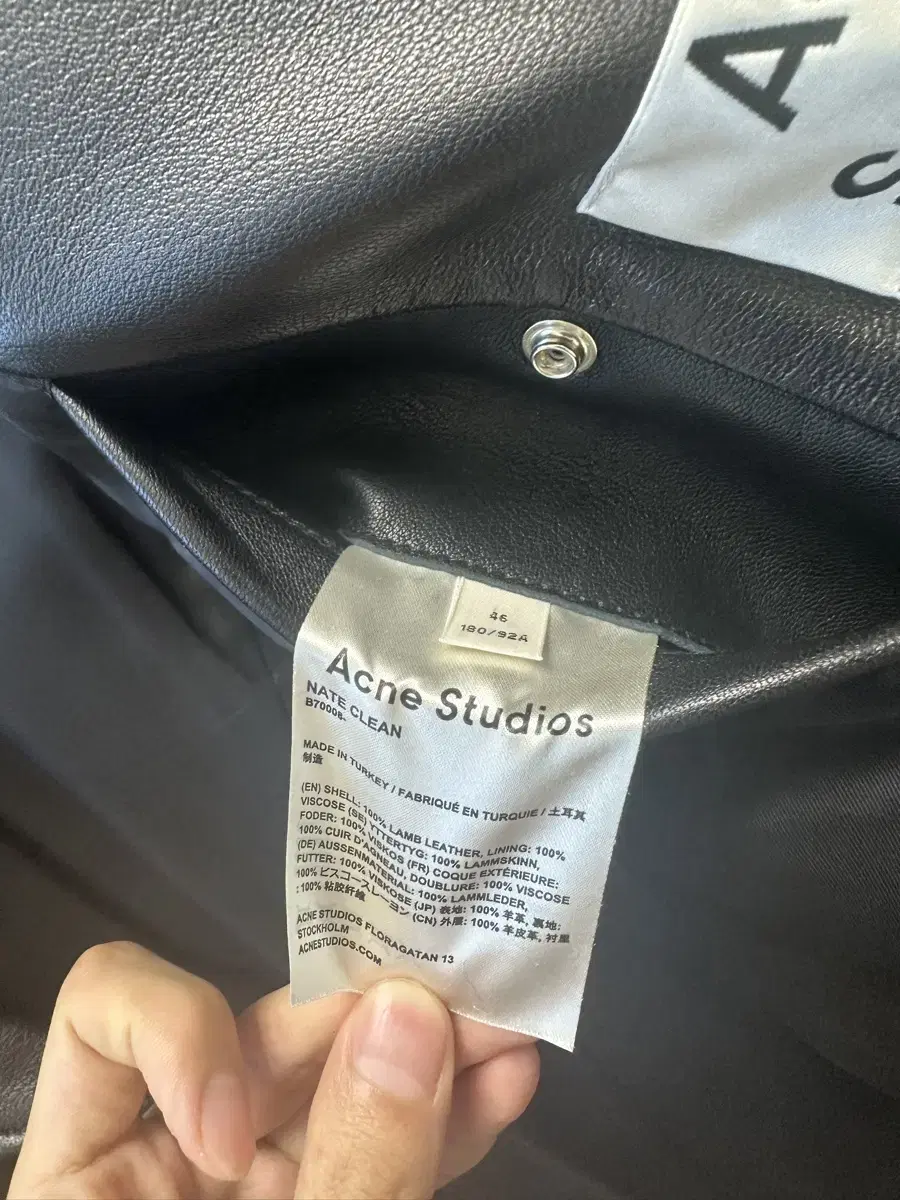 A
S
46
180/92A
Acne Studios
NATE CLEAN
B70008-
MADE IN TURKEY / FABRIQUÉ EN TURQUIE / 土耳其
制造
(EN) SHELL: 100% LAMB LEATHER, LINING: 100%
VISCOSE (SE) YTTERTYG: 100% LAMMSKINN,
FODER: 100% VISKOS (FR) COQUE EXTÉRIEURE:
100% CUIR D'AGNEAU, DOUBLURE: 100% VISCOSE
(DE) AUSSENMATERIAL: 100% LAMMLEDER,
FUTTER: 100% VISKOSE (JP) 表地: 100% 羊革, 裏地:
100% ビスコースレーヨン (CN) 外層: 100% 羊皮革, 衬里
: 100% 粘胶纤维
ACNE STUDIOS FLORAGATAN 13
STOCKHOLM
ACNESTUDIOS.COM